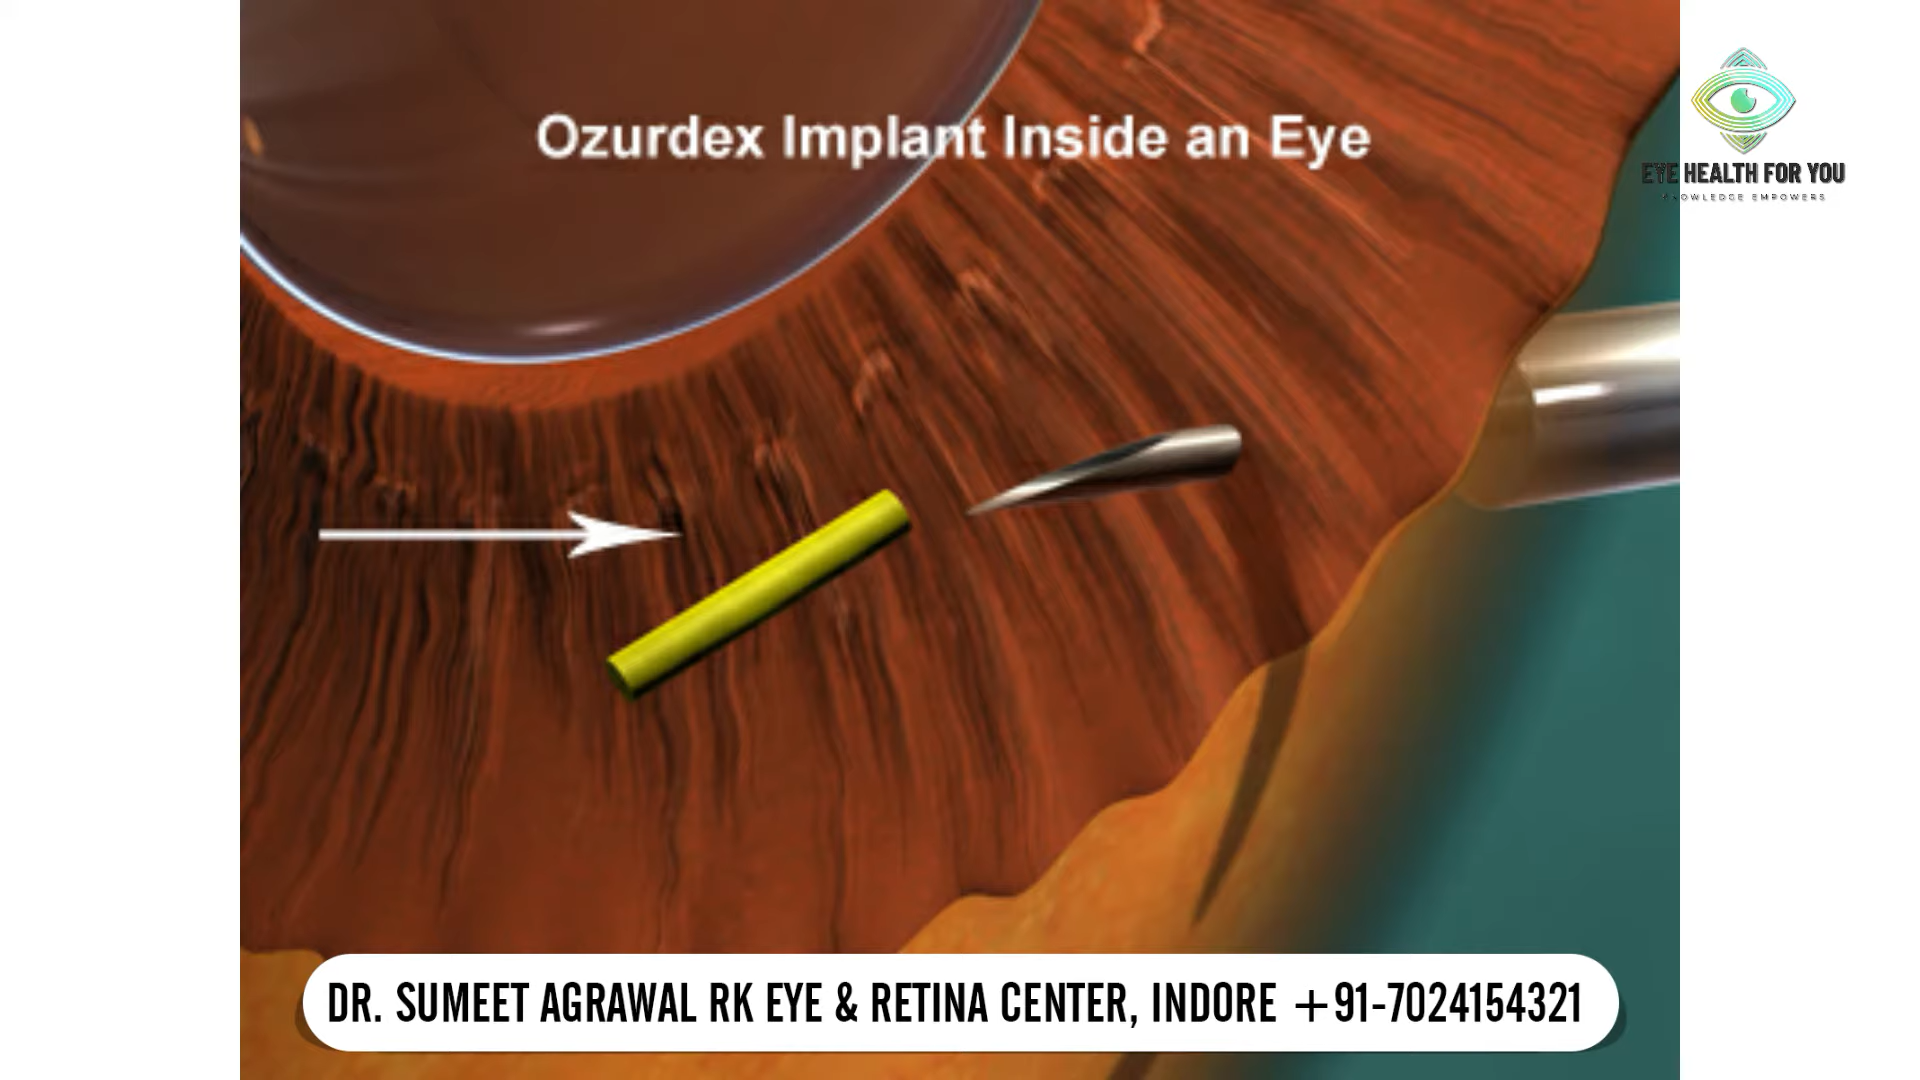 Ozurdex Implant Inside an Eye
EYE HEALTH FOR YOU
KNOWLEDGE EMPOWERS
DR. SUMEET AGRAWAL RK EYE & RETINA CENTER, INDORE +91-7024154321